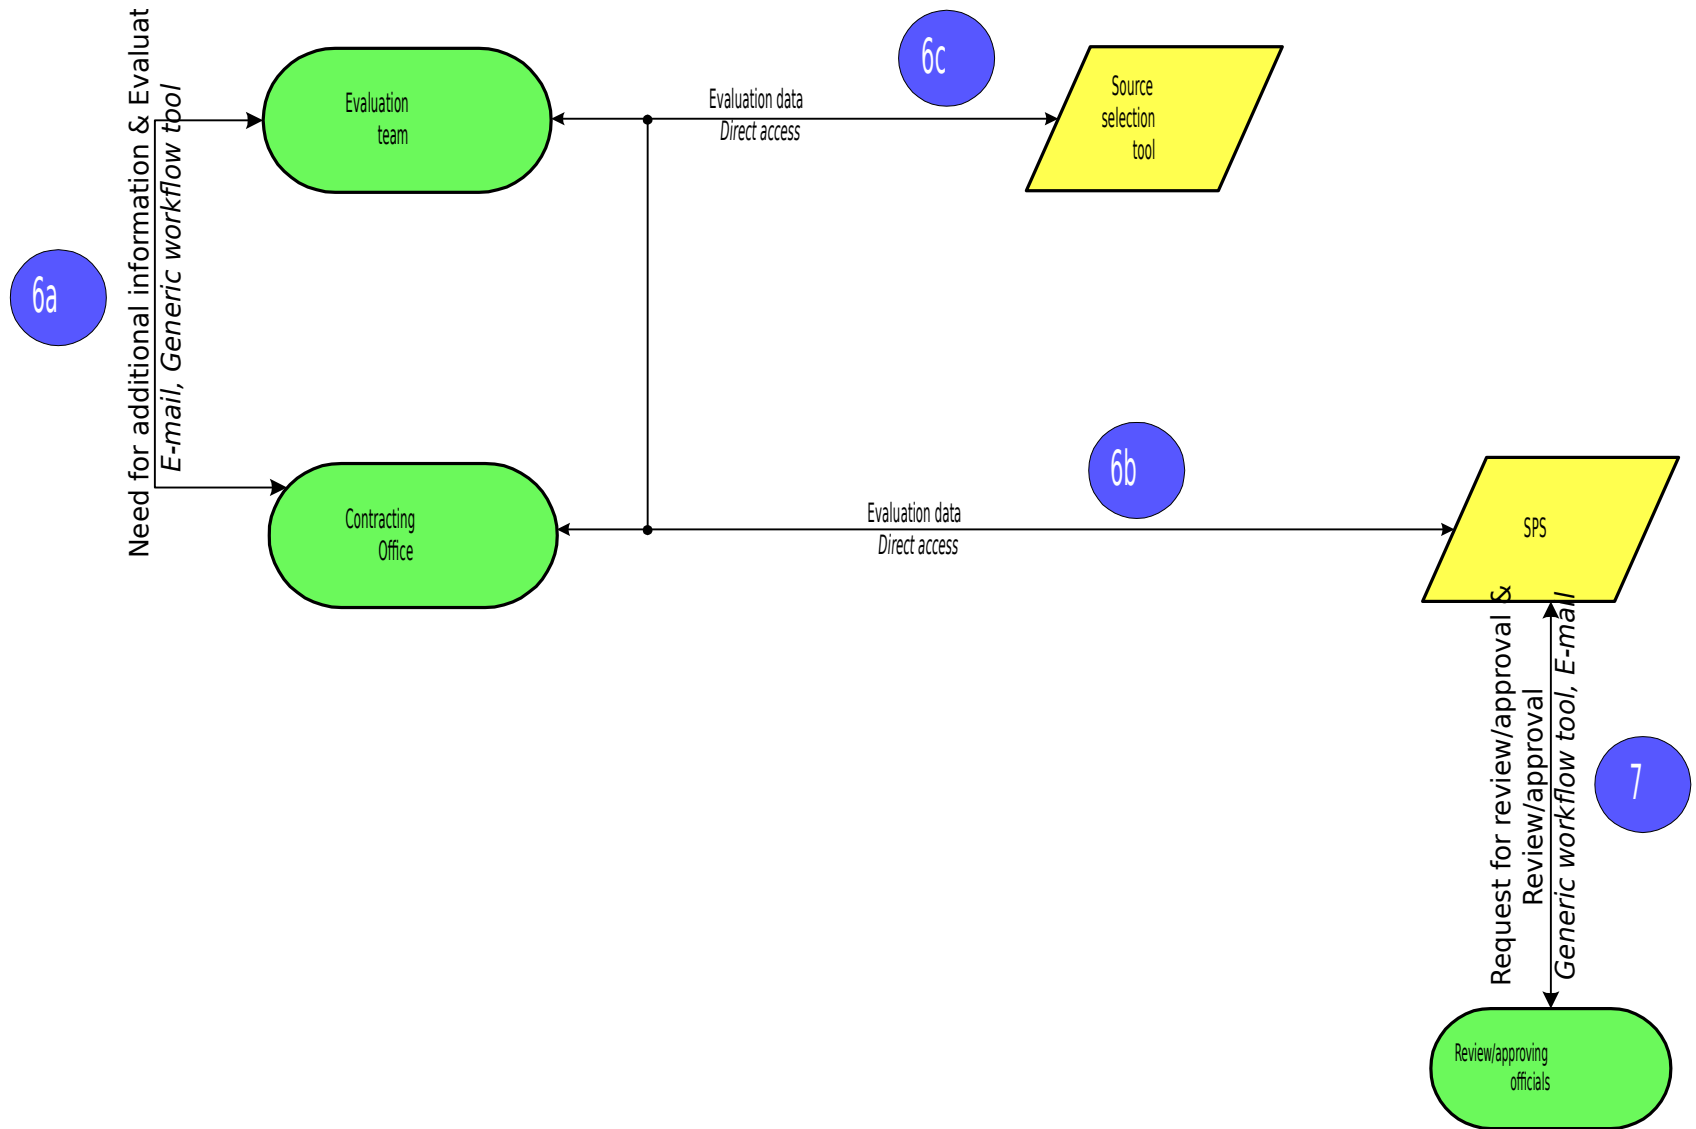 6c
Evaluation
team
Evaluation data
Direct access
Source
selection
tool
6a
Need for additional information & Evaluat
E-mail, Generic workflow tool
6b
Contracting
Office
Evaluation data
Direct access
SPS
Request for review/approval &
Review/approval
Generic workflow tool, E-mail
7
Review/approving
officials